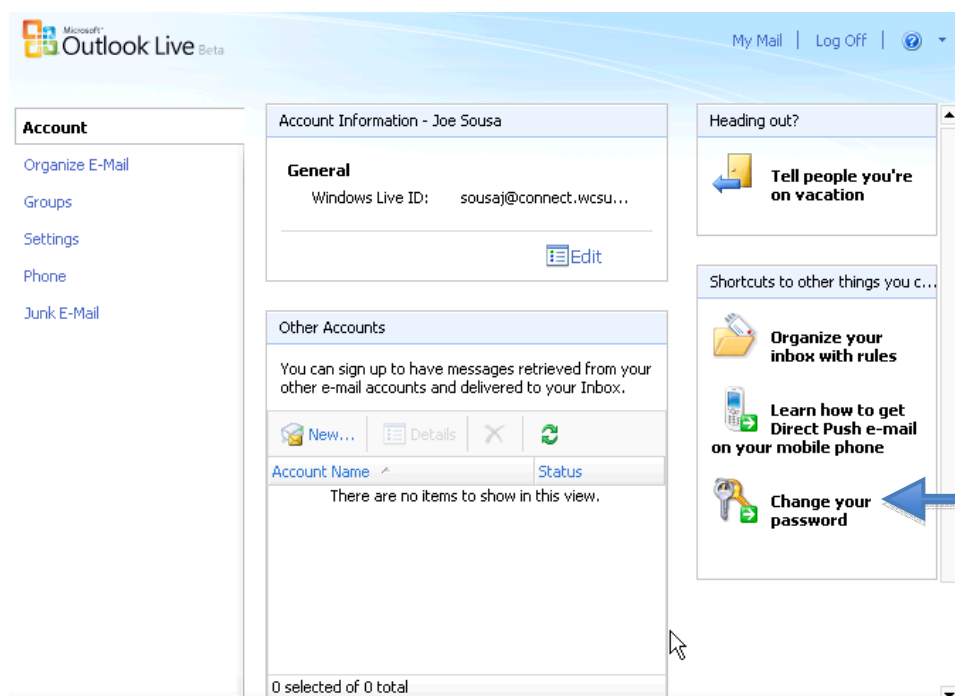 Microsoft®
Outlook Live Beta
My Mail | Log Off |
Account
Organize E-Mail
Groups
Settings
Phone
Junk E-Mail
Account Information - Joe Sousa
General
Windows Live ID: sousaj@connect.wcsu...
Edit
Other Accounts
You can sign up to have messages retrieved from your
other e-mail accounts and delivered to your Inbox.
New... Details
Account Name Status
There are no items to show in this view.
0 selected of 0 total
Heading out?
Tell people you're
on vacation
Shortcuts to other things you c...
Organize your
inbox with rules
Learn how to get
Direct Push e-mail
on your mobile phone
Change your
password